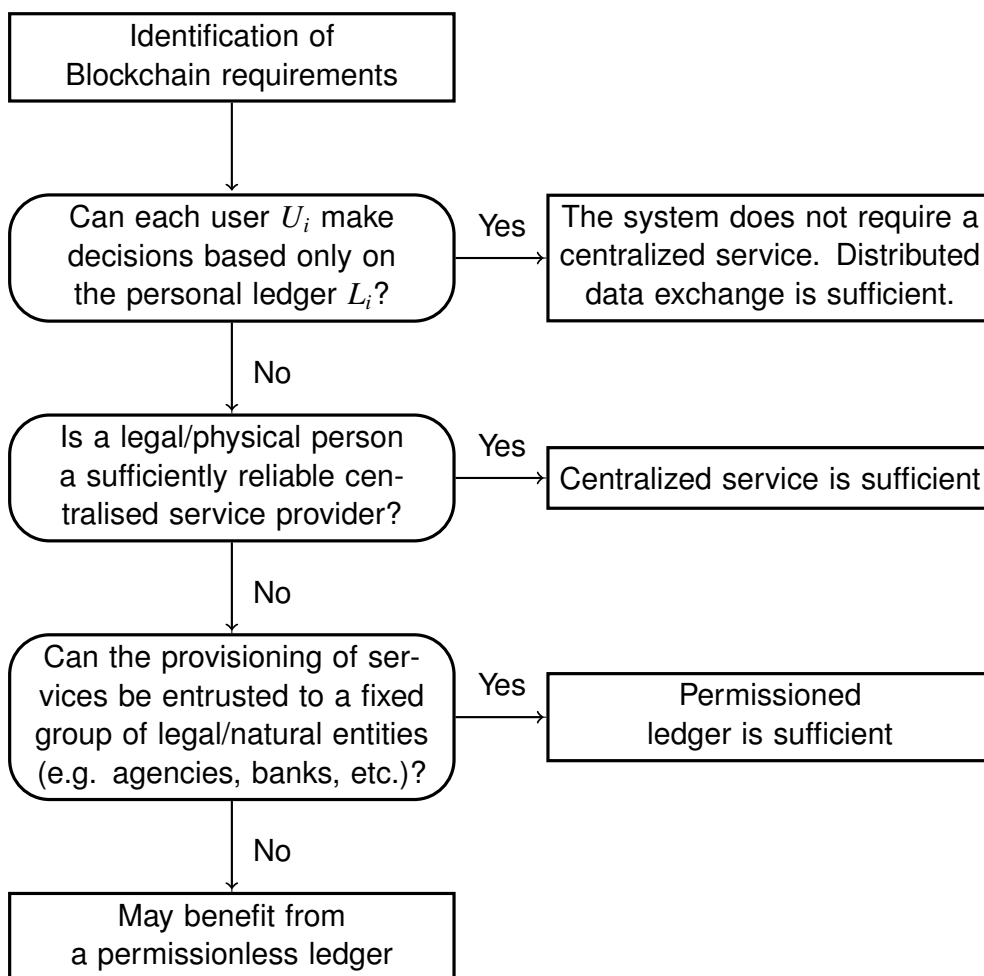 Identification of
Blockchain requirements
Can each user U_i make
decisions based only on
the personal ledger L_i?
Yes
The system does not require a
centralized service. Distributed
data exchange is sufficient.
No
Is a legal/physical person
a sufficiently reliable cen-
tralised service provider?
Yes
Centralized service is sufficient
No
Can the provisioning of ser-
vices be entrusted to a fixed
group of legal/natural entities
(e.g. agencies, banks, etc.)?
Yes
Permissioned
ledger is sufficient
No
May benefit from
a permissionless ledger